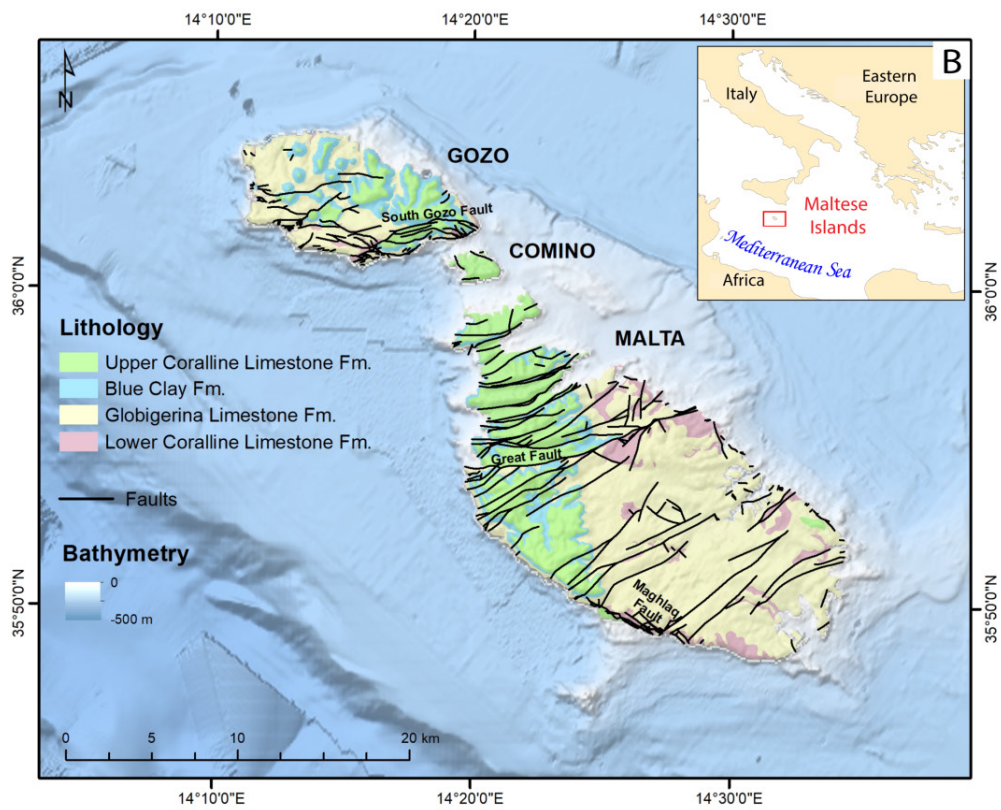 14°10'0"E
14°20'0"E
14°30'0"E
B
N
Italy
Eastern
Europe
Maltese
Islands
Mediterranean Sea
Africa
GOZO
South Gozo Fault
COMINO
36°0'0"N
36°0'0"N
MALTA
Lithology
Upper Coralline Limestone Fm.
Blue Clay Fm.
Globigerina Limestone Fm.
Lower Coralline Limestone Fm.
Great Fault
Faults
Bathymetry
0
-500 m
Maghlaq
Fault
35°50'0"N
35°50'0"N
0 5 10 20 km
14°10'0"E
14°20'0"E
14°30'0"E